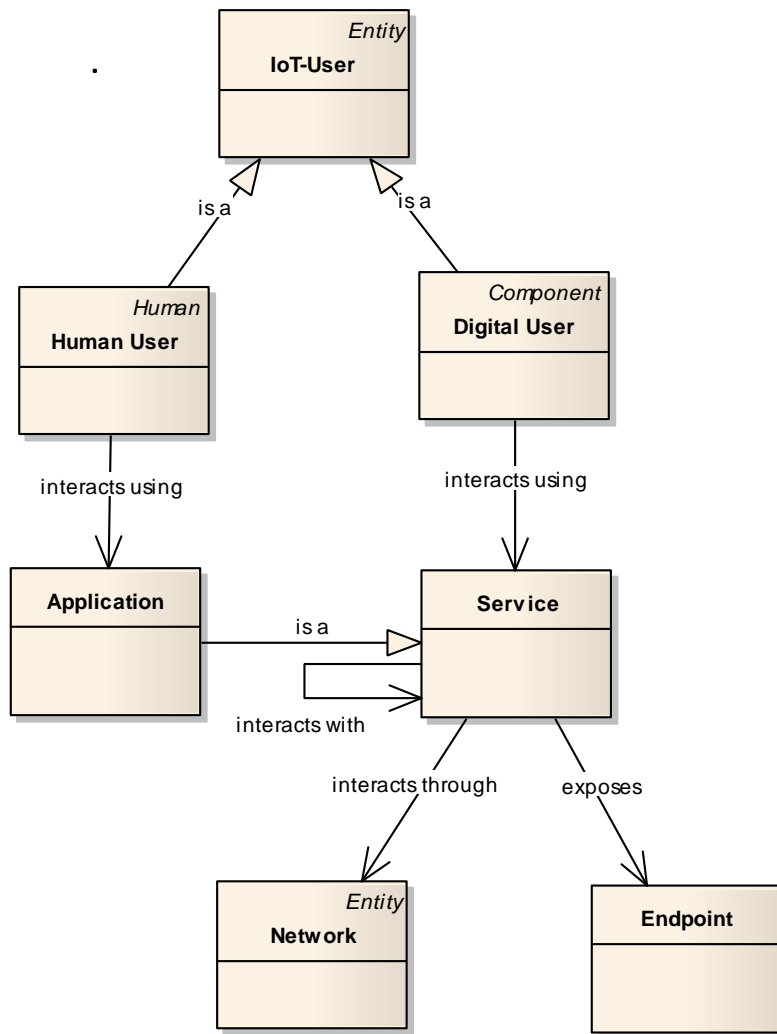 Entity
IoT-User
is a
is a
Human
Human User
Component
Digital User
interacts using
interacts using
Application
Service
is a
interacts with
interacts through
exposes
Entity
Network
Endpoint